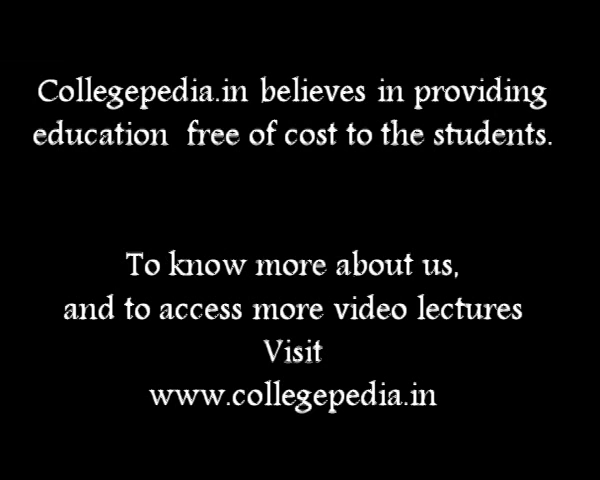 Collegepedia.in believes in providing
education free of cost to the students.
To know more about us,
and to access more video lectures
Visit
www.collegepedia.in